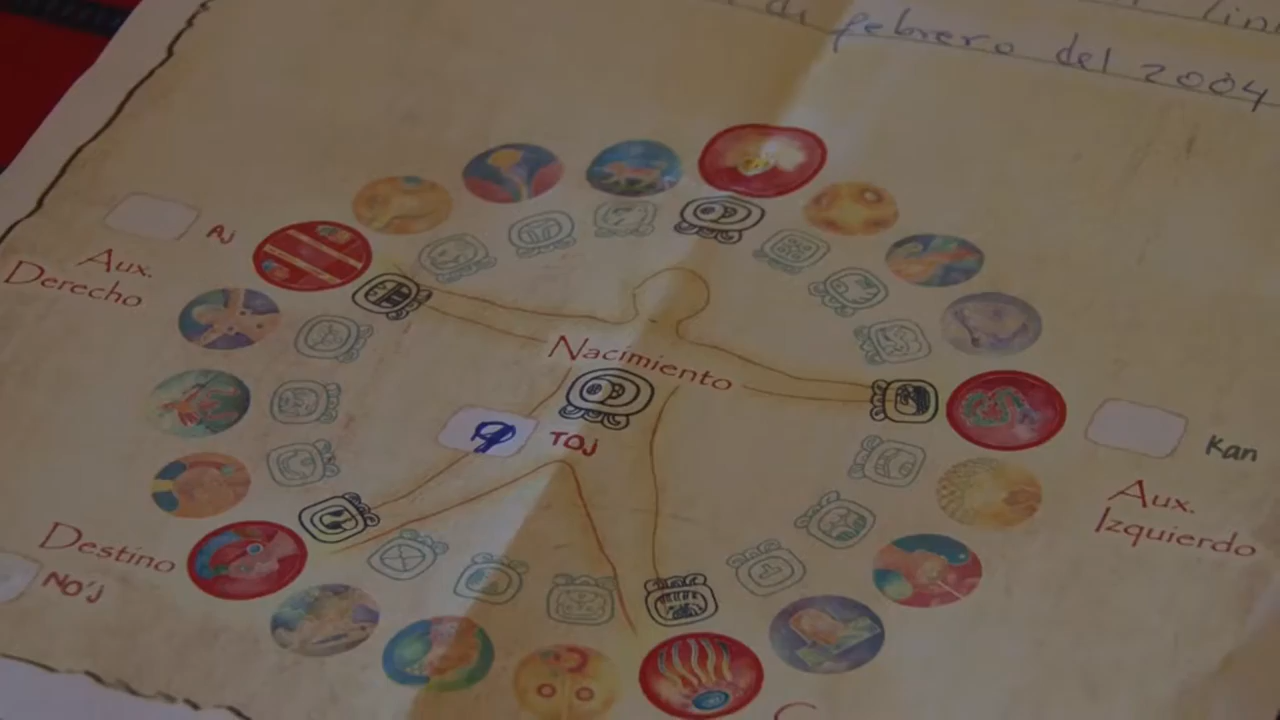 de febrero del 2004
Aj
Aux.
Derecho
Nacimiento
9
TOJ
Kan
Aux.
Izquierdo
Destino
NO'J